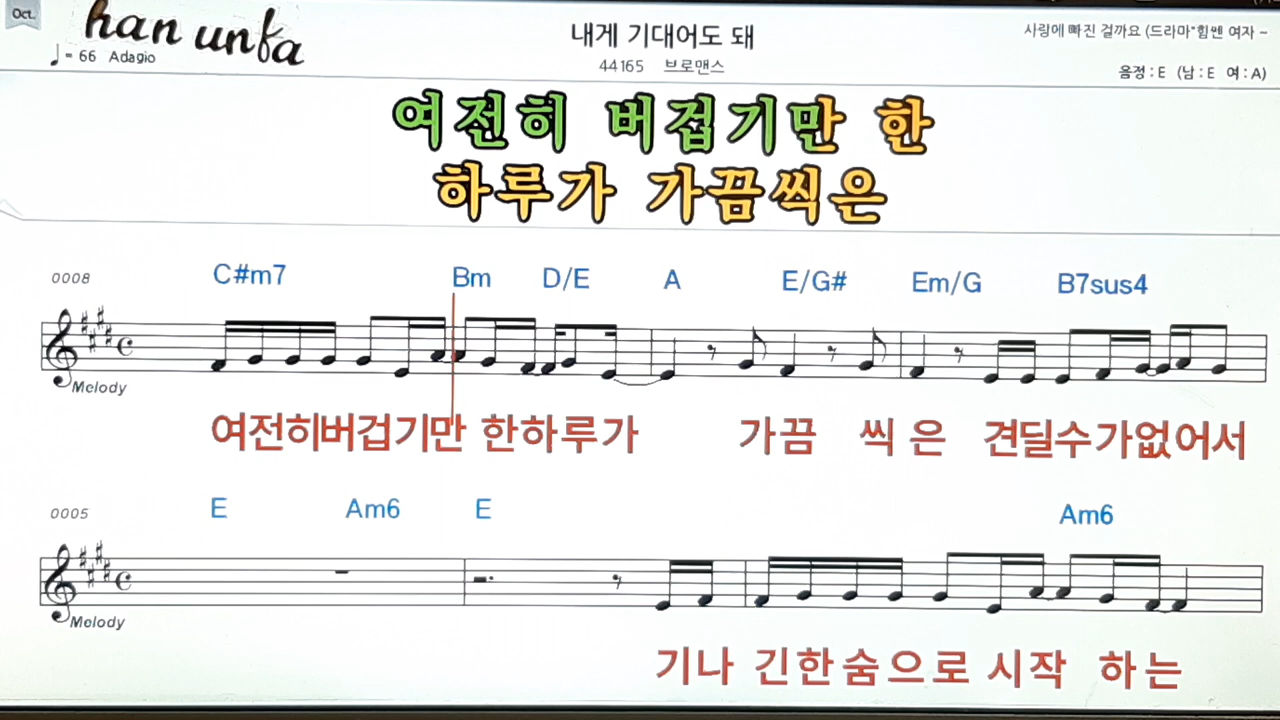 Oct.
han unfa
♩= 66 Adagio
내게 기대어도 돼
44165 브로맨스
사랑에 빠진 걸까요 (드라마"힘쎈 여자 ~
음정 : E (남 : E 여 : A)
여전히 버겁기만 한
하루가 가끔씩은
0008 C#m7 Bm D/E A E/G# Em/G B7sus4
Melody
여전히버겁기만 한하루가 가끔 씩 은 견딜수가없어서
0005 E Am6 E Am6
Melody
기나 긴한숨으로 시작 하는